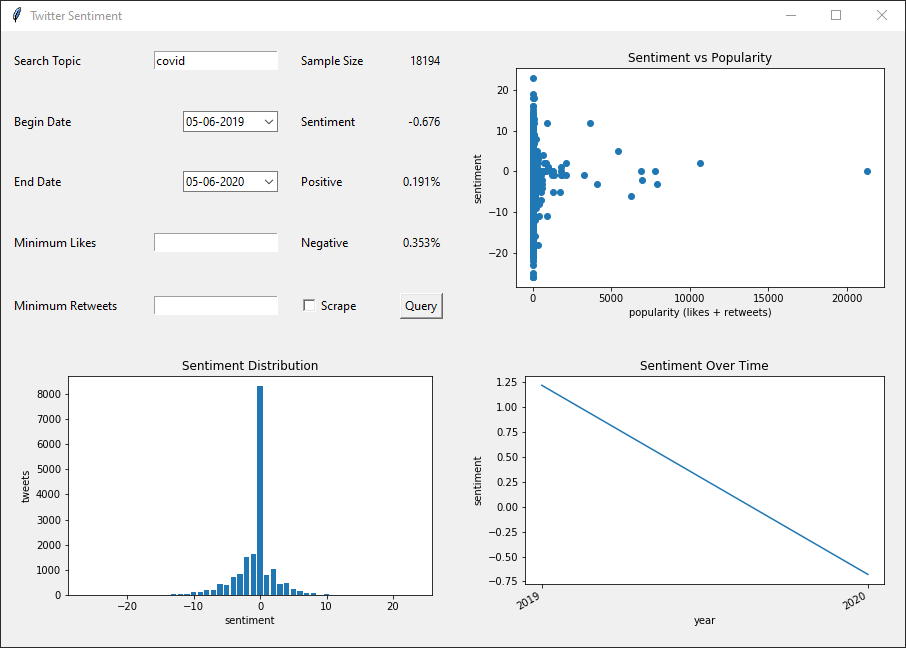 Twitter Sentiment
Search Topic covid Sample Size 18194
Begin Date 05-06-2019 Sentiment -0.676
End Date 05-06-2020 Positive 0.191%
Minimum Likes Negative 0.353%
Minimum Retweets Scrape Query
Sentiment vs Popularity
20
10
0
−10
−20
sentiment
0 5000 10000 15000 20000
popularity (likes + retweets)
Sentiment Distribution
8000
7000
6000
5000
4000
3000
2000
1000
0
tweets
−20 −10 0 10 20
sentiment
Sentiment Over Time
1.25
1.00
0.75
0.50
0.25
0.00
−0.25
−0.50
−0.75
sentiment
2019 2020
year